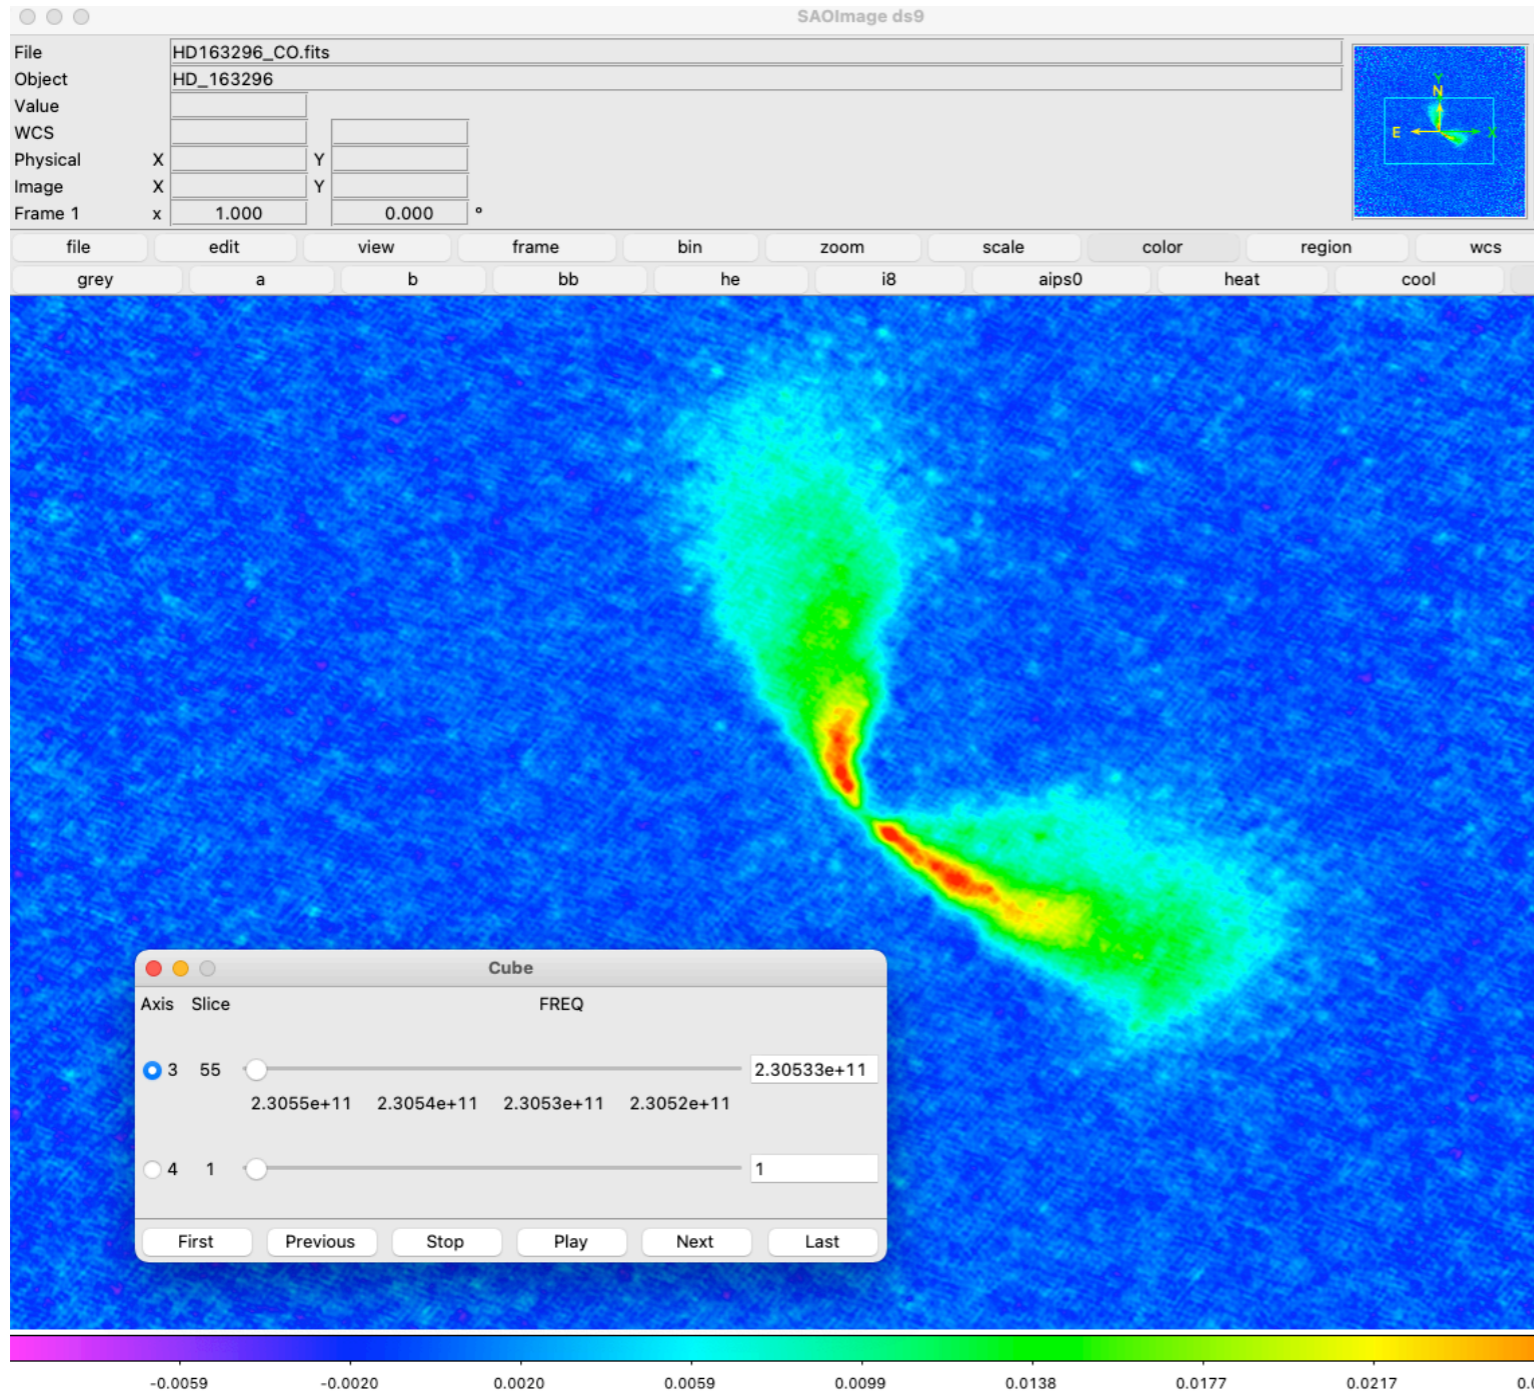 SAOImage ds9
File HD163296_CO.fits
Object HD_163296
Value
WCS
Physical X Y
Image X Y
Frame 1 x 1.000 0.000 °
Y
N
E X
file edit view frame bin zoom scale color region wcs
grey a b bb he i8 aips0 heat cool
Cube
Axis Slice FREQ
3 55 2.30533e+11
2.3055e+11 2.3054e+11 2.3053e+11 2.3052e+11
4 1 1
First Previous Stop Play Next Last
-0.0059 -0.0020 0.0020 0.0059 0.0099 0.0138 0.0177 0.0217